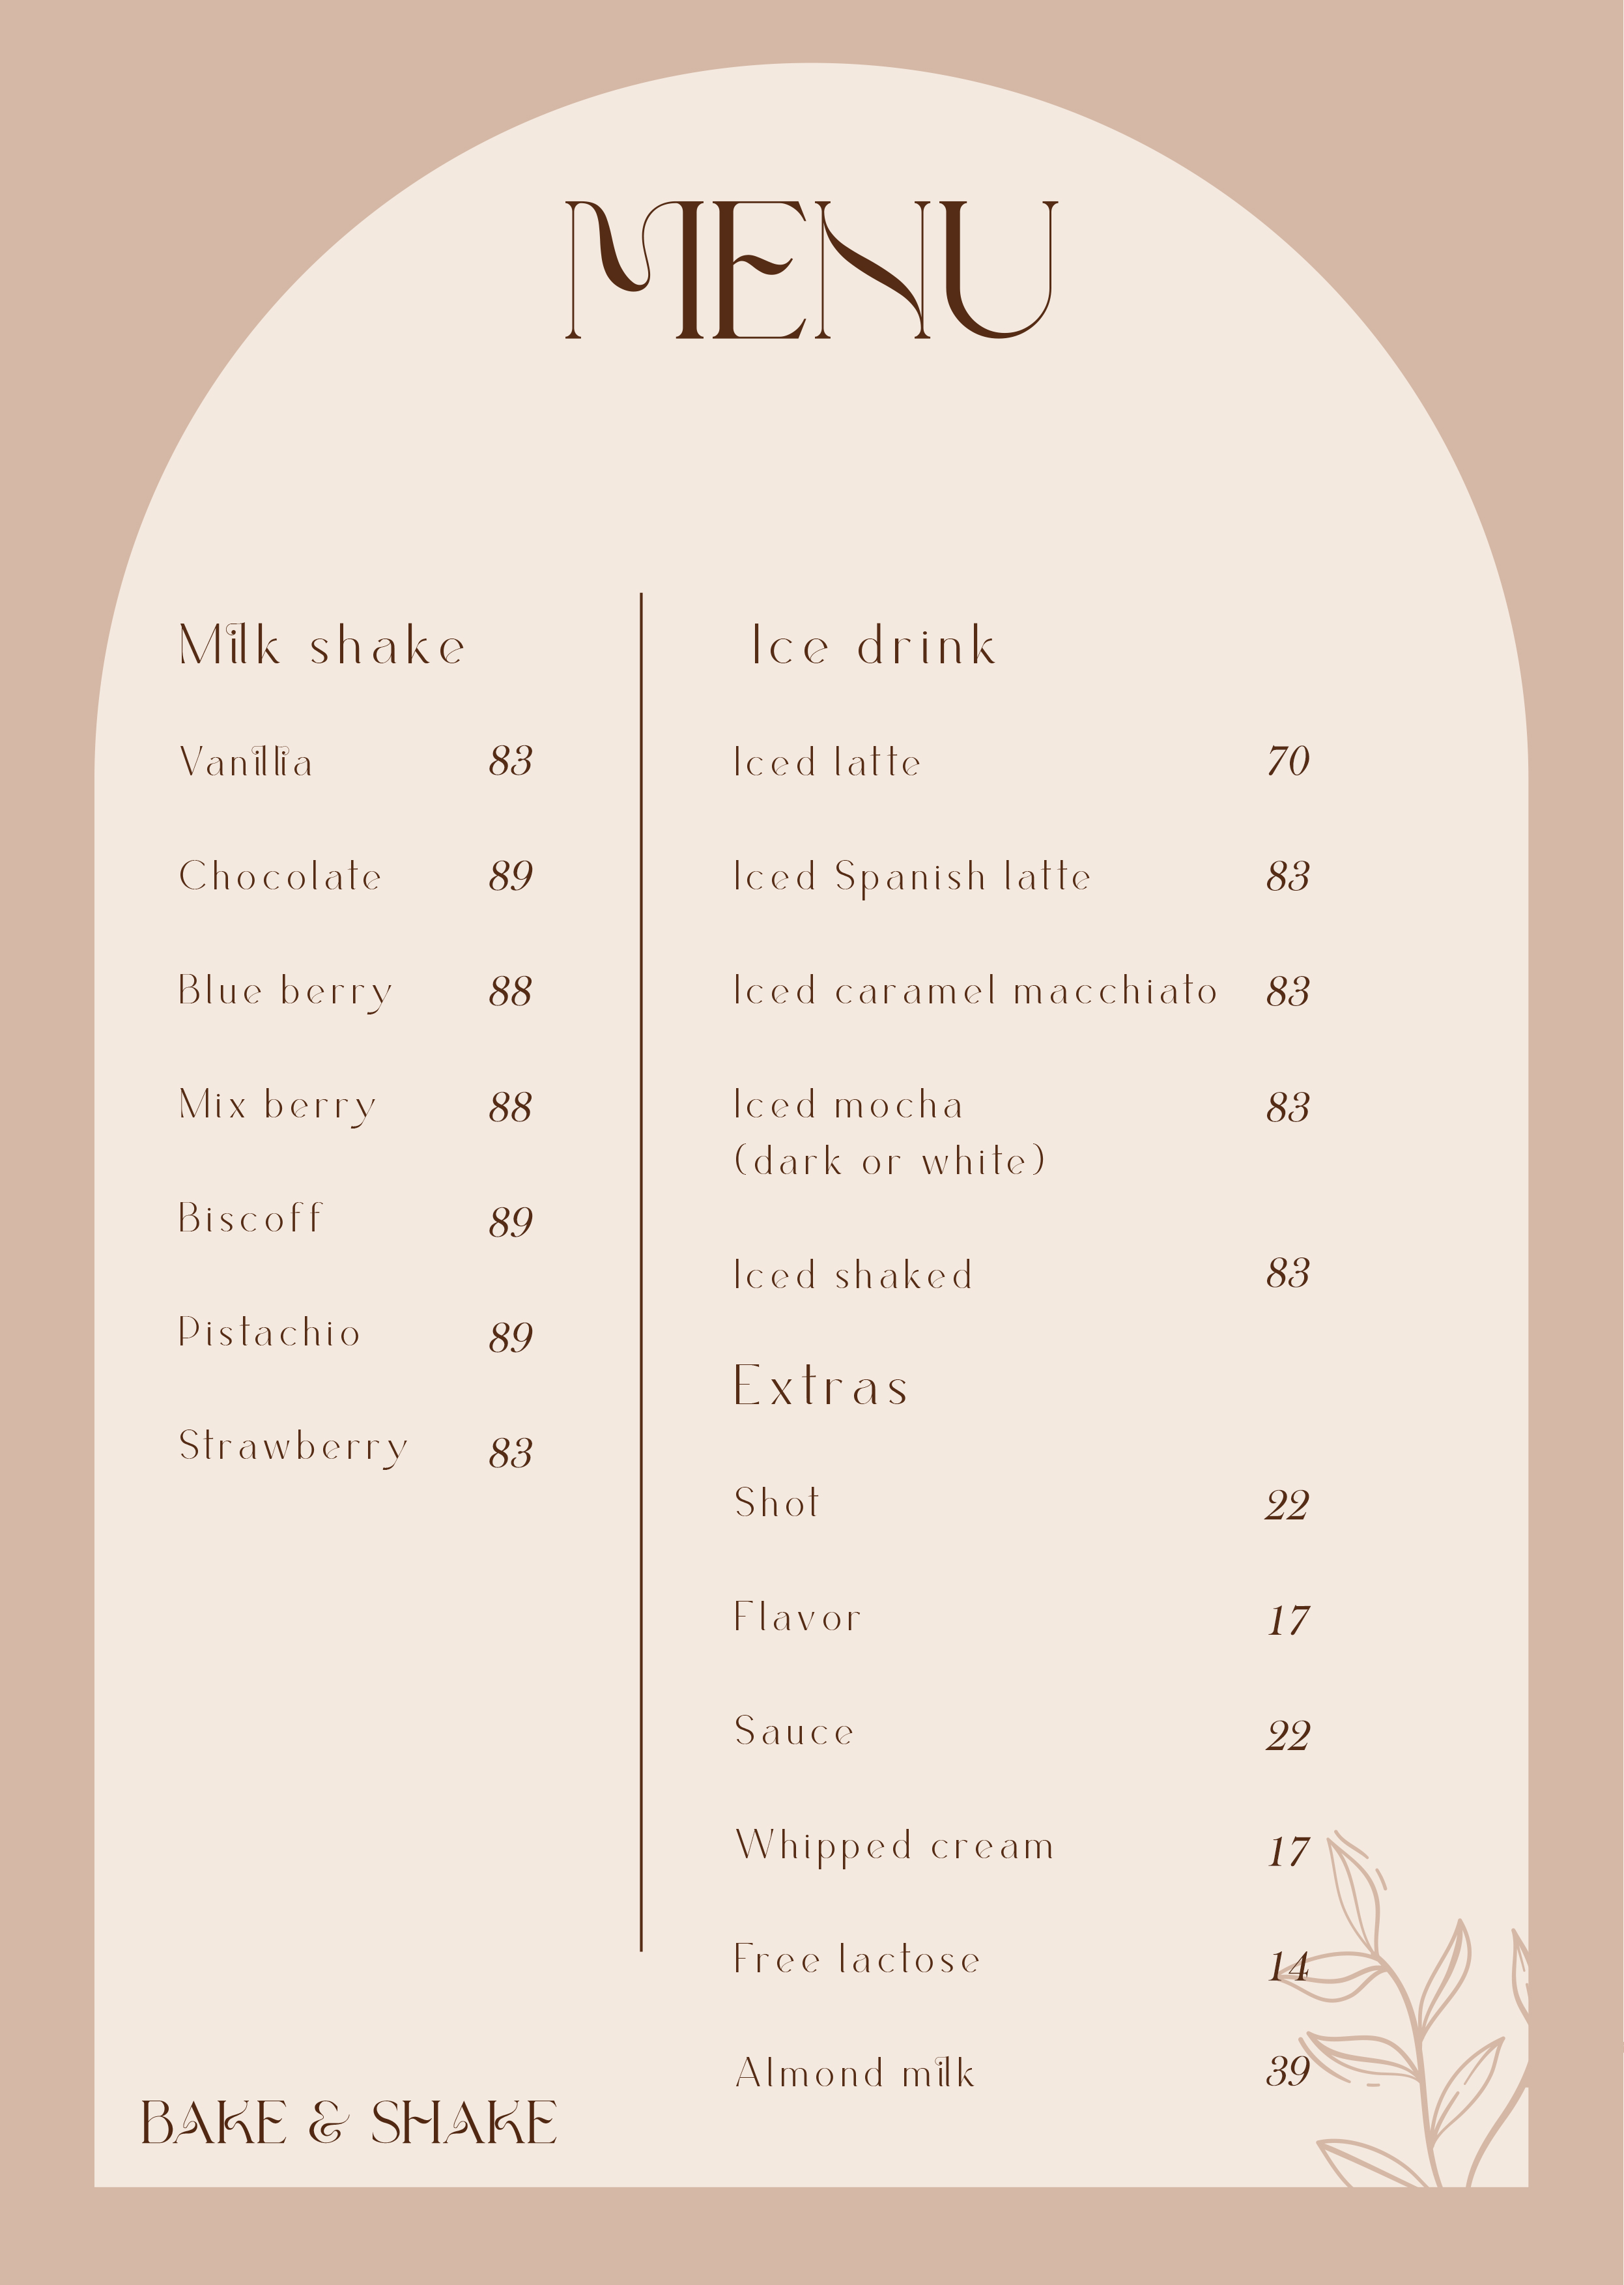 MENU
Milk shake
Vanillia 83
Chocolate 89
Blue berry 88
Mix berry 88
Biscoff 89
Pistachio 89
Strawberry 83
Ice drink
Iced latte 70
Iced Spanish latte 83
Iced caramel macchiato 83
Iced mocha 83
(dark or white)
Iced shaked 83
Extras
Shot 22
Flavor 17
Sauce 22
Whipped cream 17
Free lactose 14
Almond milk 39
BAKE & SHAKE